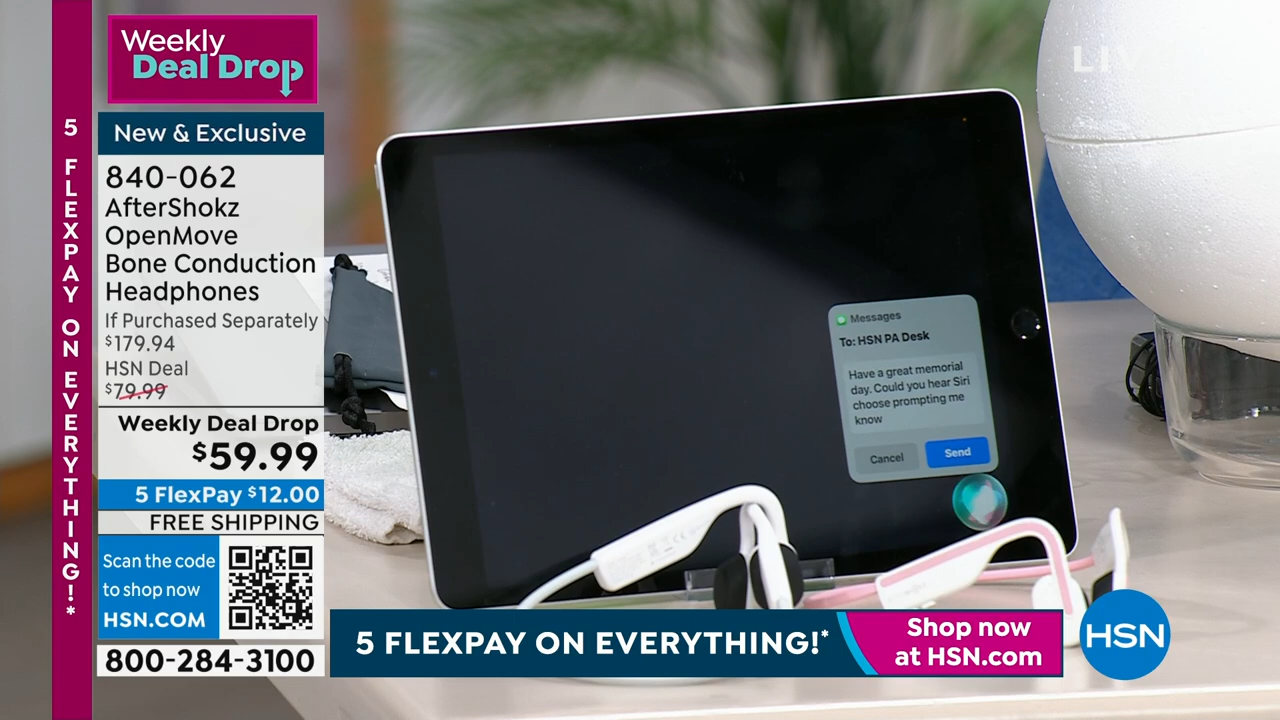 Weekly
Deal Drop
5 FLEXPAY ON EVERYTHING!*
New & Exclusive
840-062
AfterShokz
OpenMove
Bone Conduction
Headphones
If Purchased Separately
$179.94
HSN Deal
$79.99
Weekly Deal Drop
$59.99
5 FlexPay $12.00
FREE SHIPPING
Scan the code
to shop now
HSN.COM
800-284-3100
LIVE
Messages
To: HSN PA Desk
Have a great memorial
day. Could you hear Siri
choose prompting me
know
Cancel
Send
5 FLEXPAY ON EVERYTHING!*
Shop now
at HSN.com
HSN